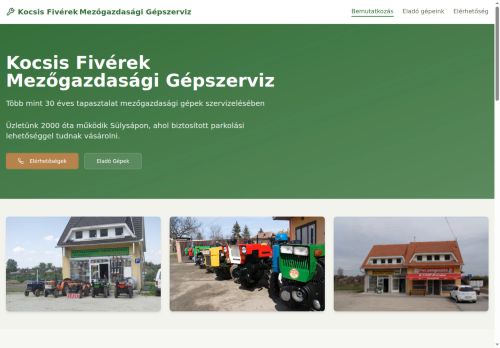 Kocsis Fivérek Mezőgazdasági Gépszerviz
Bemutatkozás
Eladó gépeink
Elérhetőség
Kocsis Fivérek
Mezőgazdasági Gépszerviz
Több mint 30 éves tapasztalat mezőgazdasági gépek szervizelésében
Üzletünk 2000 óta működik Sülysápon, ahol biztosított parkolási
lehetőséggel tudnak vásárolni.
Elérhetőségek
Eladó Gépek